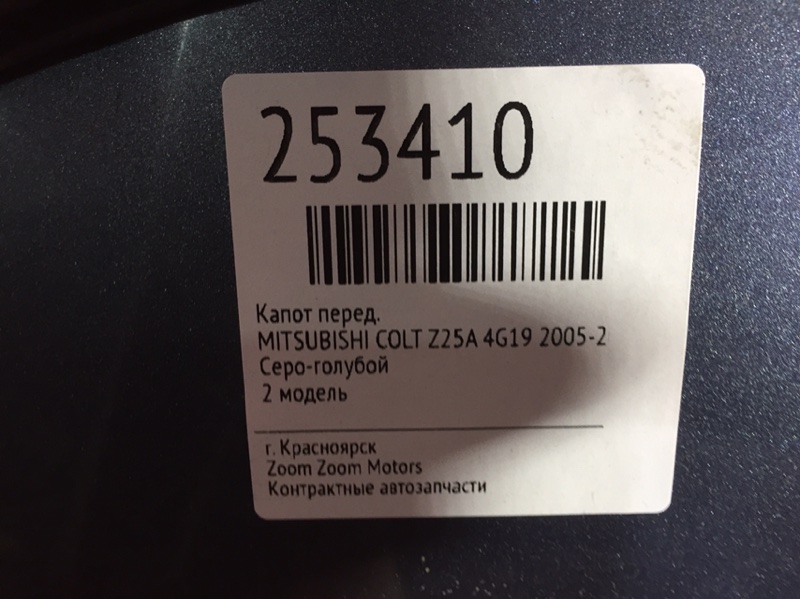 253410
Капот перед.
MITSUBISHI COLT Z25A 4G19 2005-2
Серо-голубой
2 модель
г. Красноярск
Zoom Zoom Motors
Контрактные автозапчасти